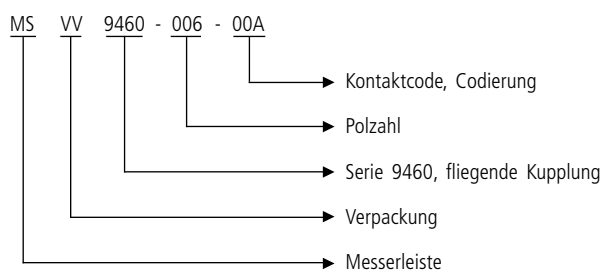 MS VV 9460 - 006 - 00A
Kontaktcode, Codierung
Polzahl
Serie 9460, fliegende Kupplung
Verpackung
Messerleiste